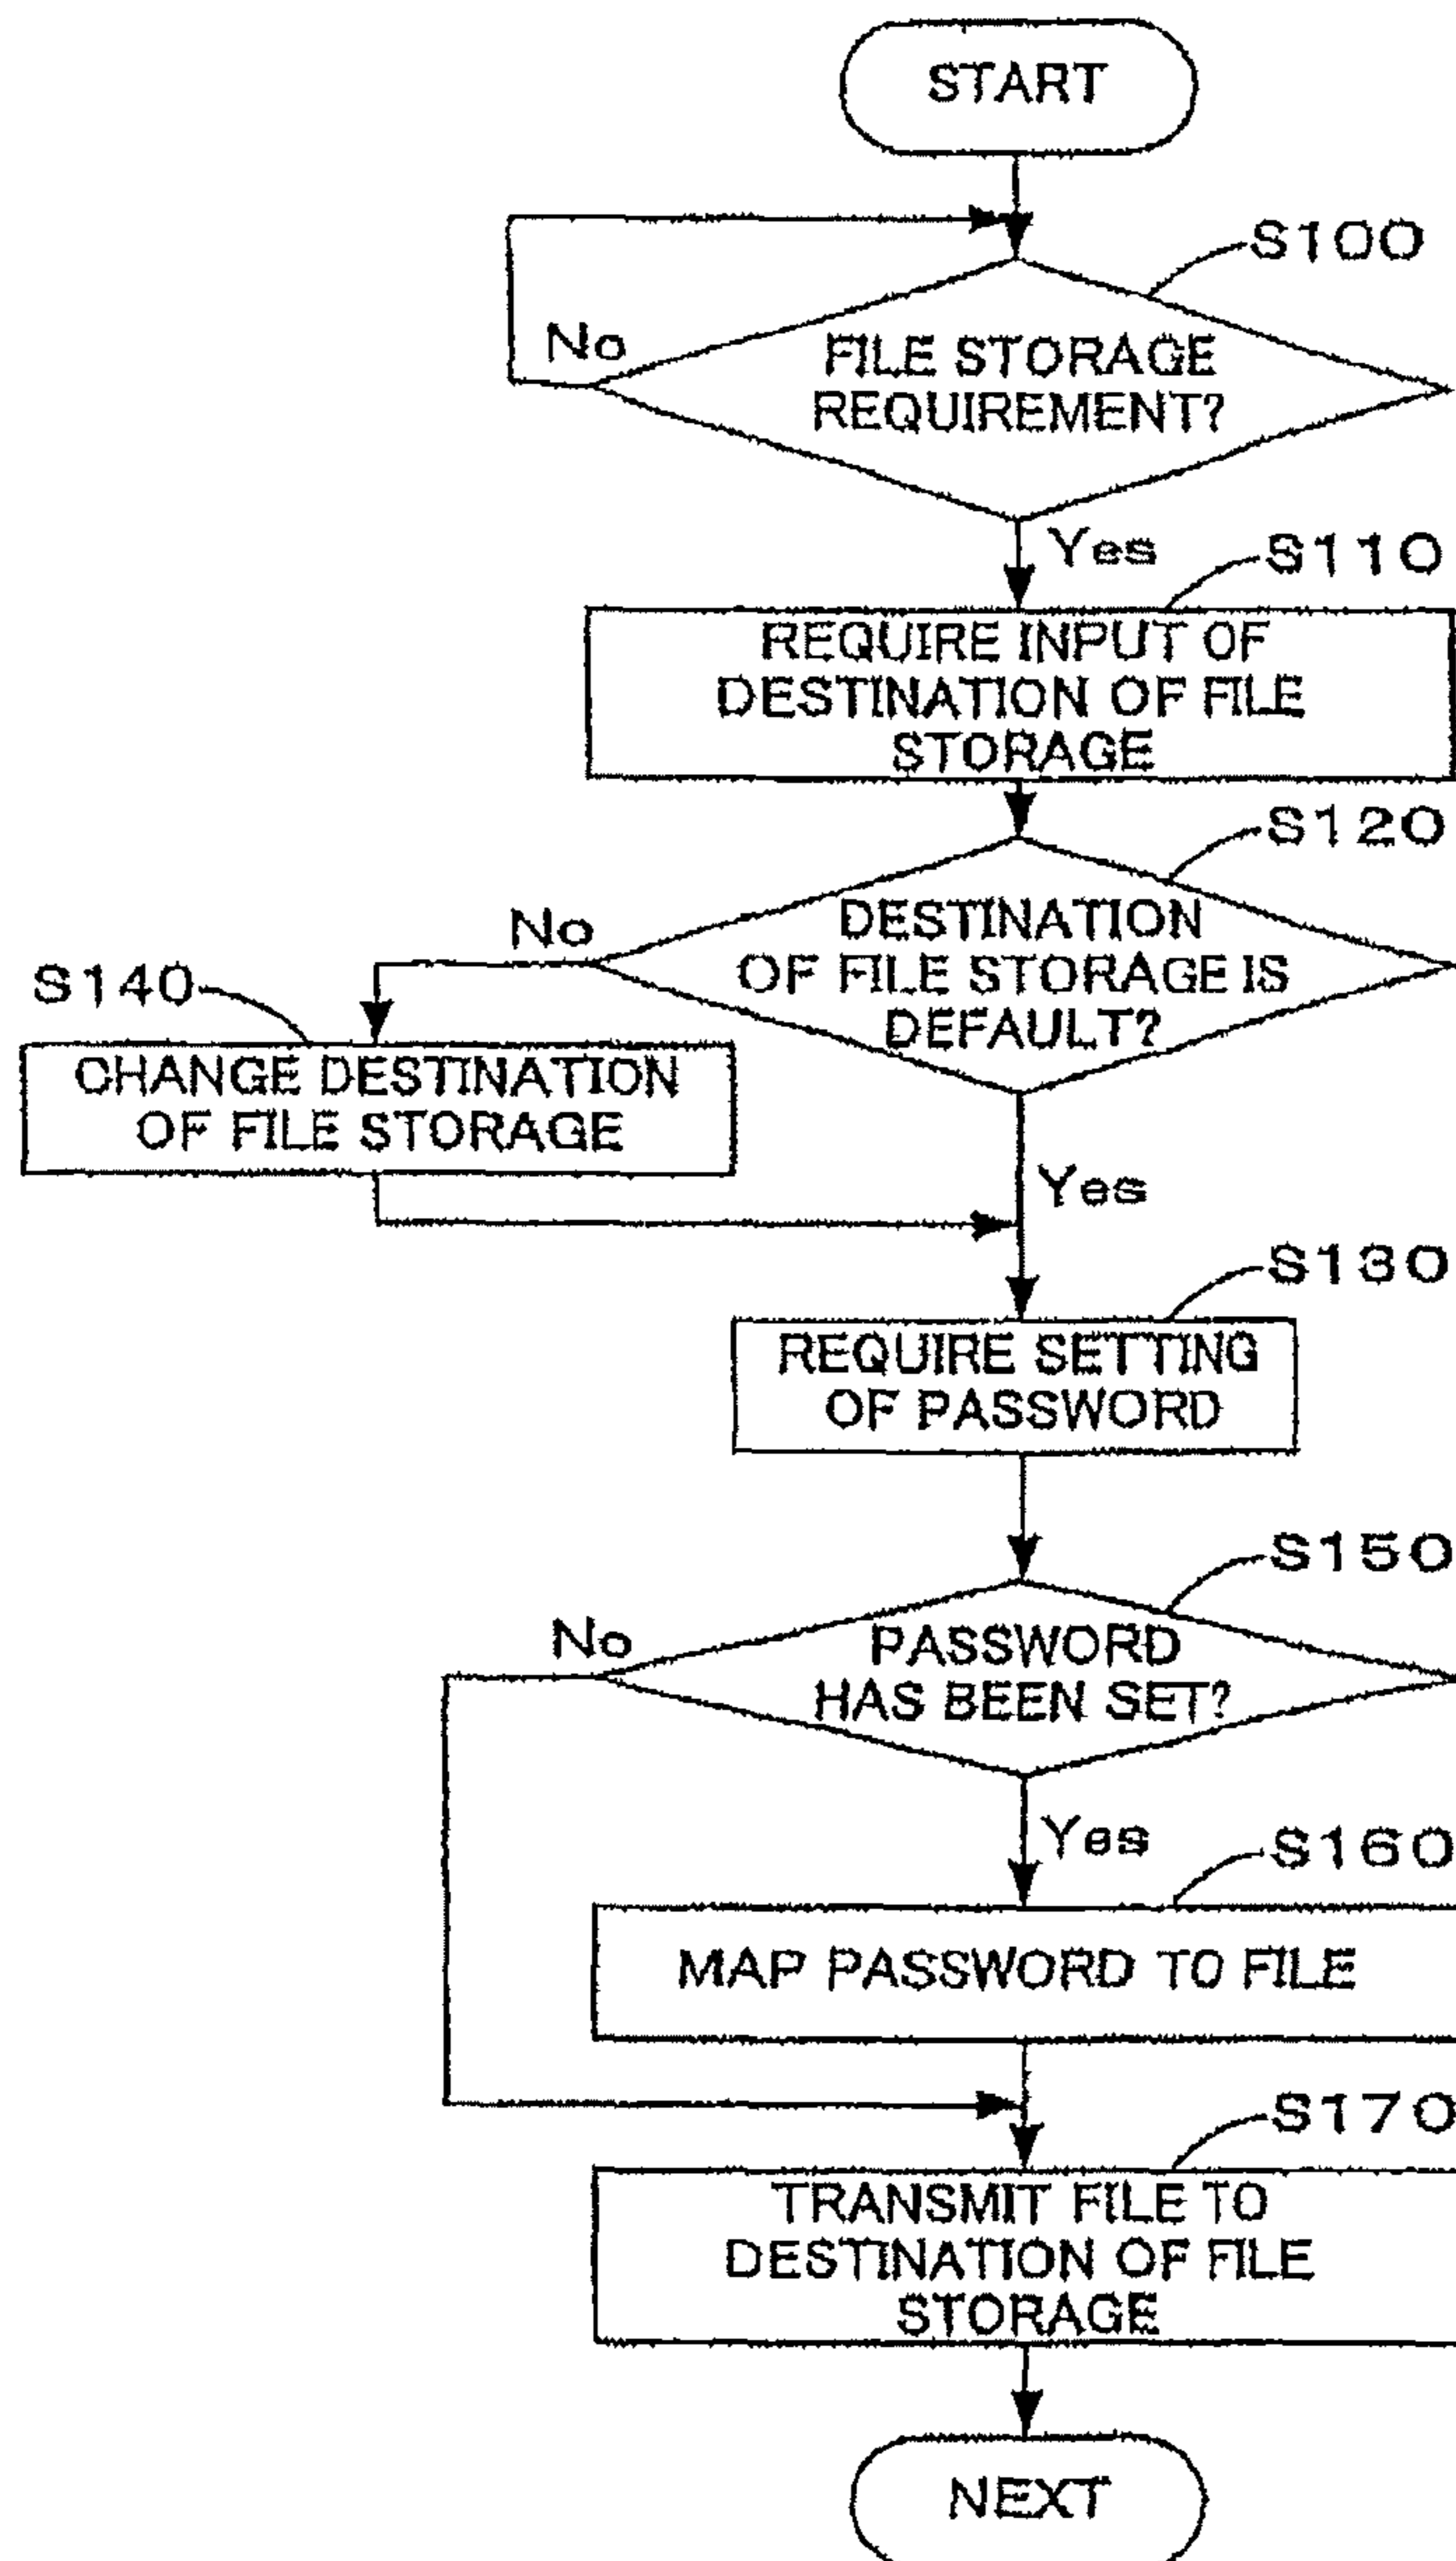 START
S100
No
FILE STORAGE
REQUIREMENT?
Yes
S110
REQUIRE INPUT OF
DESTINATION OF FILE
STORAGE
S120
No
DESTINATION
OF FILE STORAGE IS
DEFAULT?
S140
CHANGE DESTINATION
OF FILE STORAGE
Yes
S130
REQUIRE SETTING
OF PASSWORD
S150
No
PASSWORD
HAS BEEN SET?
Yes
S160
MAP PASSWORD TO FILE
S170
TRANSMIT FILE TO
DESTINATION OF FILE
STORAGE
NEXT